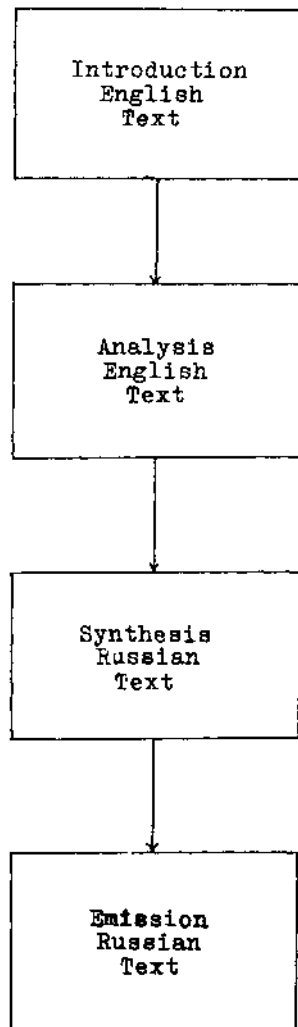 Introduction
English
Text
Analysis
English
Text
Synthesis
Russian
Text
Emission
Russian
Text